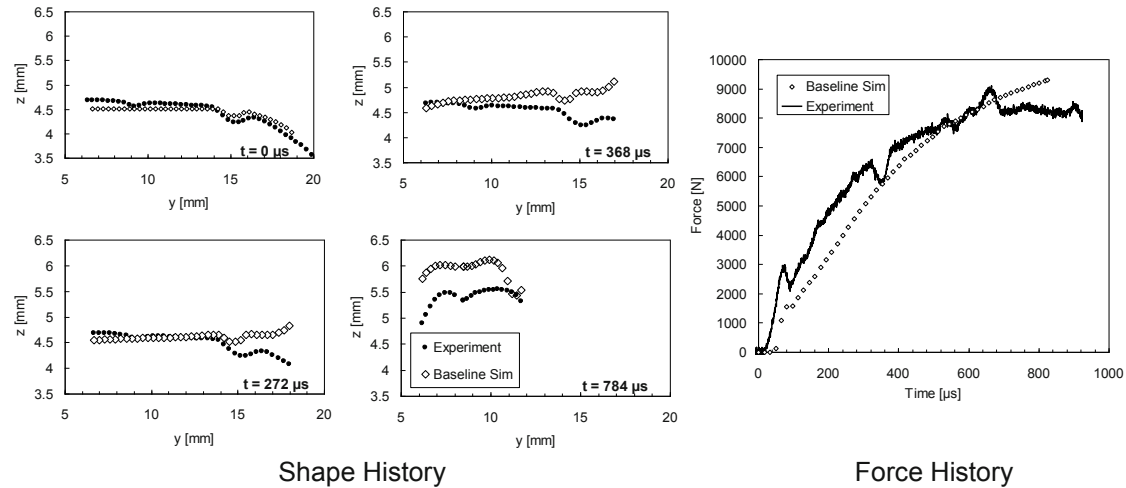 6.5
6
5.5
5
4.5
4
3.5
z [mm]
5 10 15 20
y [mm]
t = 0 µs
6.5
6
5.5
5
4.5
4
3.5
z [mm]
5 10 15 20
y [mm]
t = 368 µs
6.5
6
5.5
5
4.5
4
3.5
z [mm]
5 10 15 20
y [mm]
t = 272 µs
6.5
6
5.5
5
4.5
4
3.5
z [mm]
5 10 15 20
y [mm]
Experiment
Baseline Sim
t = 784 µs
Shape History
10000
9000
8000
7000
6000
5000
4000
3000
2000
1000
0
Force [N]
Baseline Sim
Experiment
0 200 400 600 800 1000
Time [µs]
Force History